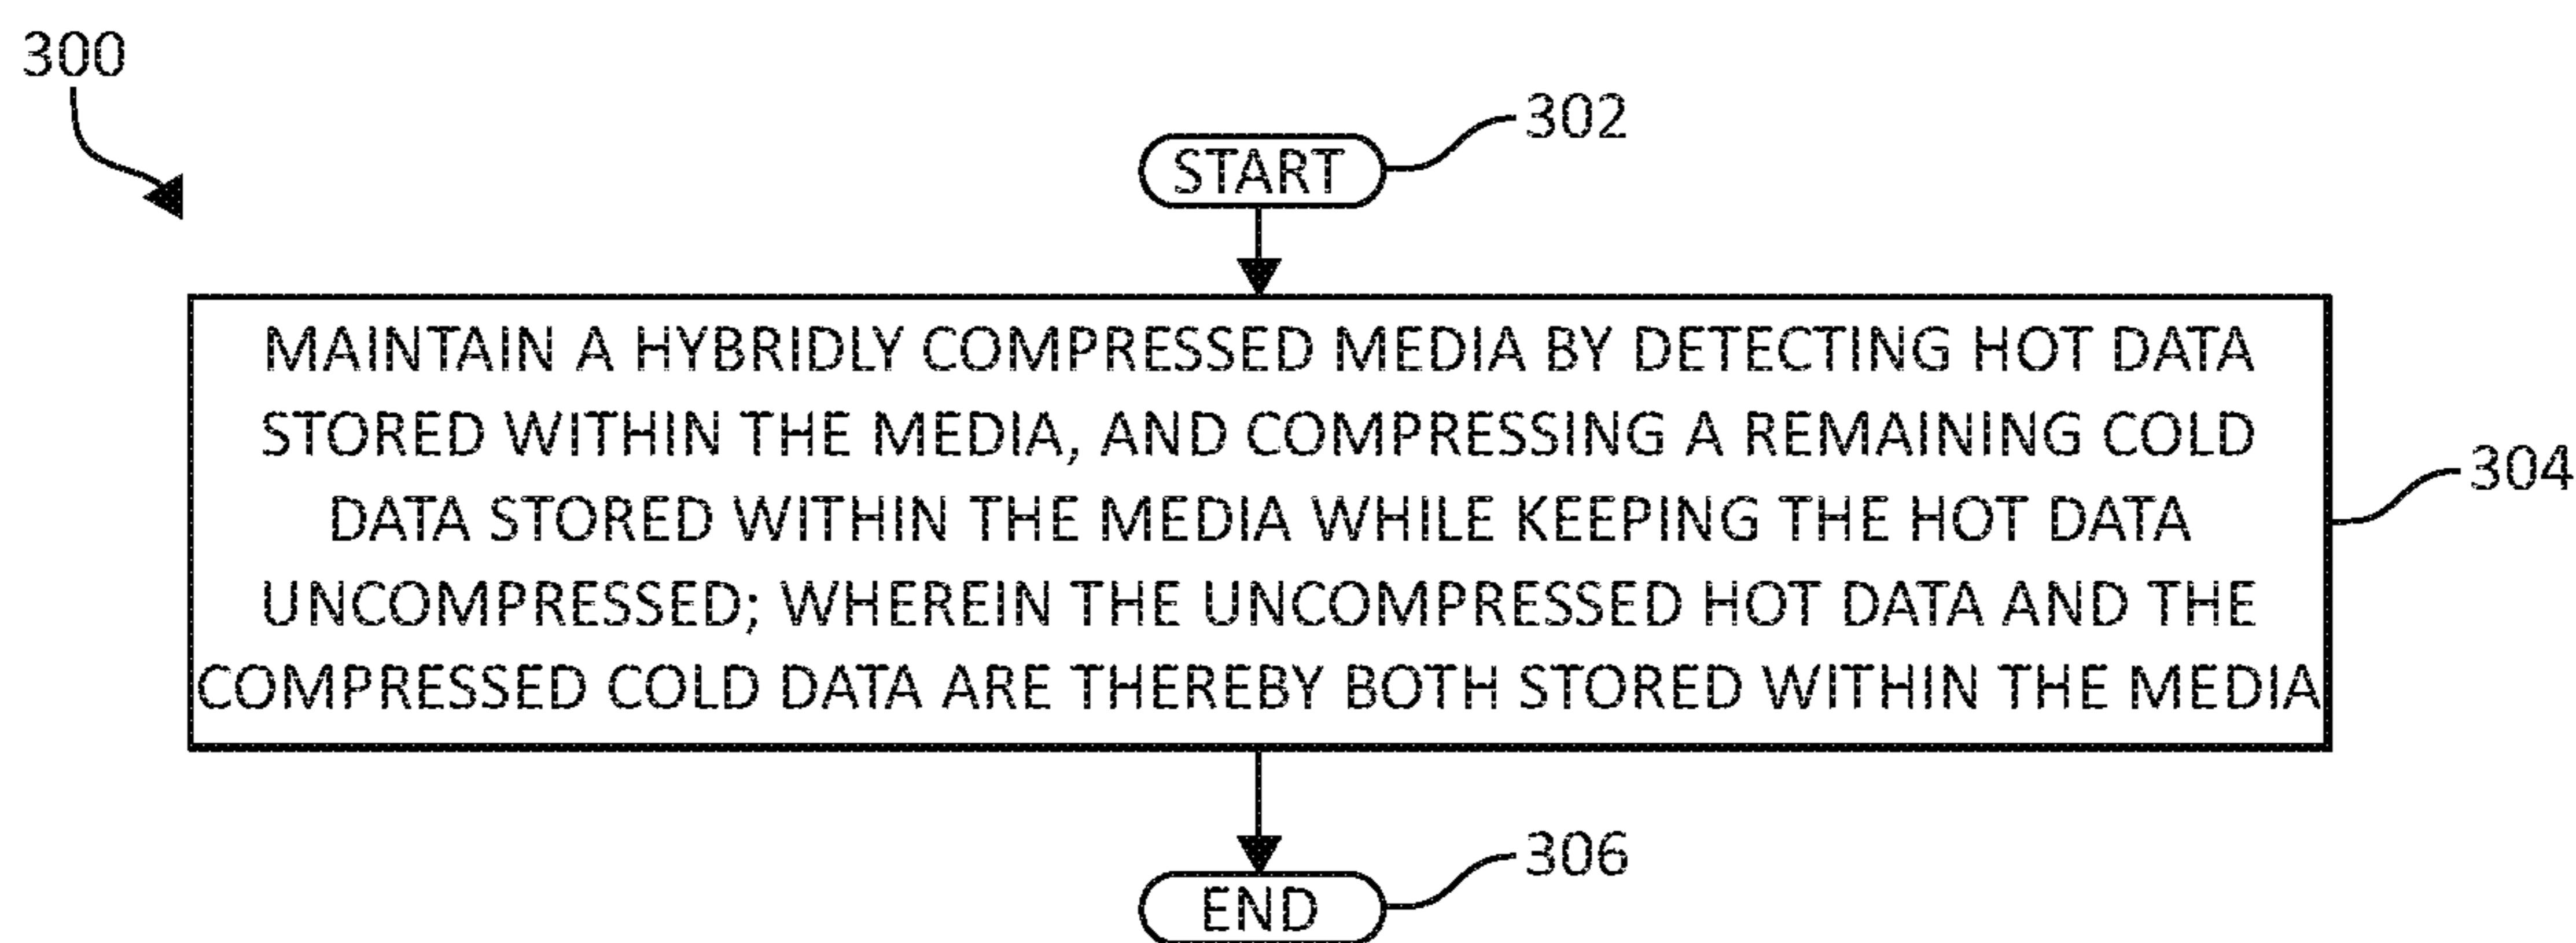 300
302
START
MAINTAIN A HYBRIDLY COMPRESSED MEDIA BY DETECTING HOT DATA
STORED WITHIN THE MEDIA, AND COMPRESSING A REMAINING COLD
DATA STORED WITHIN THE MEDIA WHILE KEEPING THE HOT DATA
UNCOMPRESSED; WHEREIN THE UNCOMPRESSED HOT DATA AND THE
COMPRESSED COLD DATA ARE THEREBY BOTH STORED WITHIN THE MEDIA
304
306
END